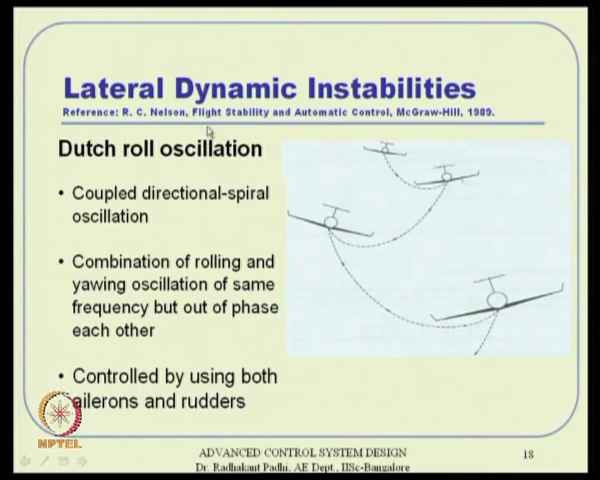 Lateral Dynamic Instabilities
Reference: R. C. Nelson, Flight Stability and Automatic Control, McGraw-Hill, 1989.
Dutch roll oscillation
• Coupled directional-spiral
oscillation
• Combination of rolling and
yawing oscillation of same
frequency but out of phase
each other
• Controlled by using both
ailerons and rudders
NPTEL
ADVANCED CONTROL SYSTEM DESIGN
Dr. Radhakant Padhi, AE Dept., IISc-Bangalore
18